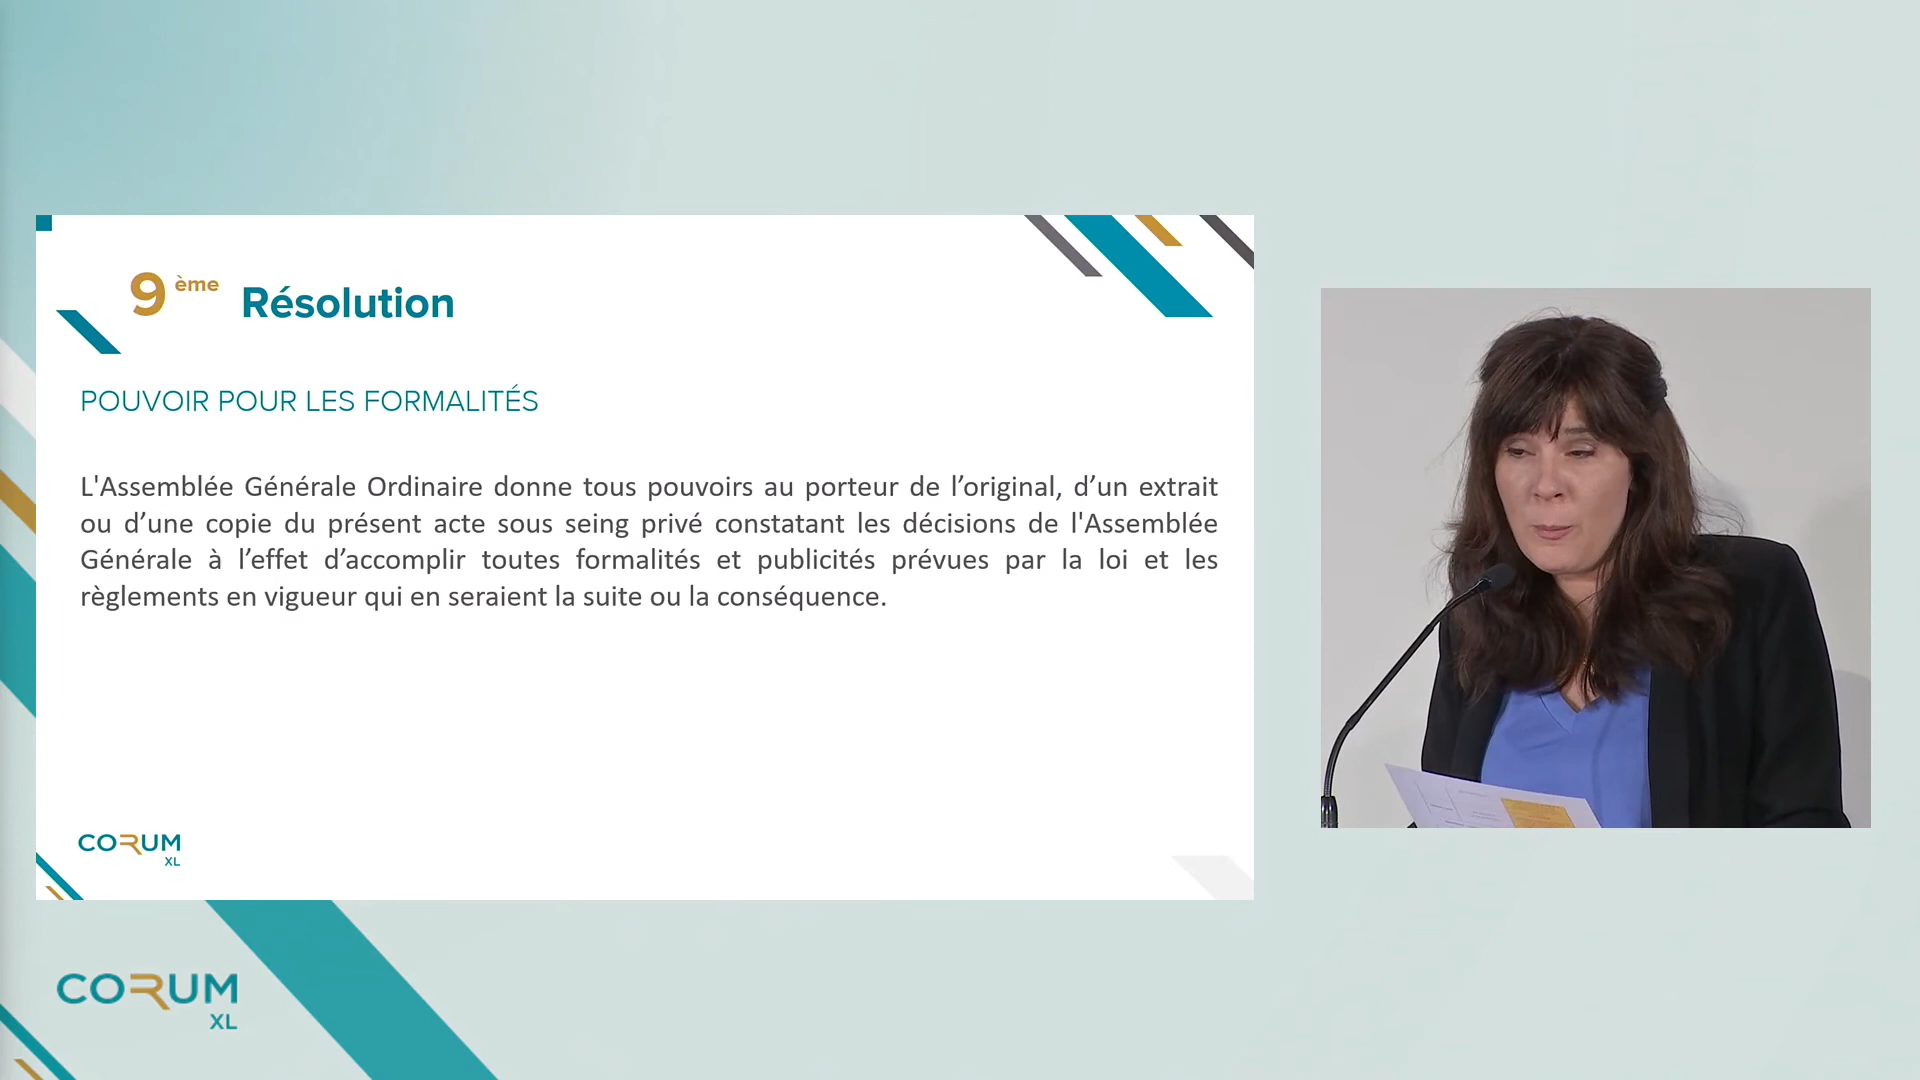 9 ème Résolution
POUVOIR POUR LES FORMALITÉS
L'Assemblée Générale Ordinaire donne tous pouvoirs au porteur de l’original, d’un extrait
ou d’une copie du présent acte sous seing privé constatant les décisions de l'Assemblée
Générale à l’effet d’accomplir toutes formalités et publicités prévues par la loi et les
règlements en vigueur qui en seraient la suite ou la conséquence.
CORUM
XL
CORUM
XL